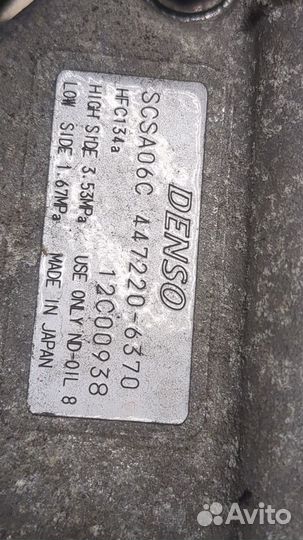 DENSO
SCSA06C 447220-6370
HFC134a 12C00938
HIGH SIDE 3.53MPa USE ONLY ND-OIL 8
LOW SIDE 1.67MPa MADE IN JAPAN
Avito